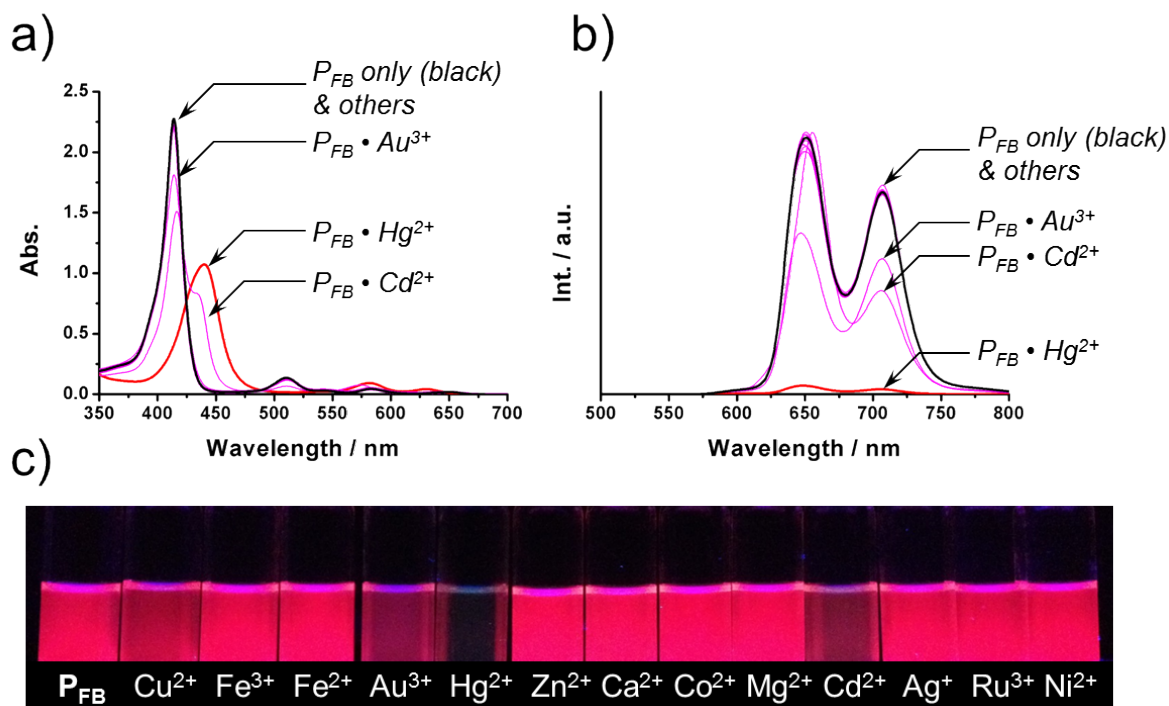 a)
P_FB only (black)
& others
P_FB • Au³⁺
P_FB • Hg²⁺
P_FB • Cd²⁺
Abs.
2.5
2.0
1.5
1.0
0.5
0.0
350 400 450 500 550 600 650 700
Wavelength / nm
b)
P_FB only (black)
& others
P_FB • Au³⁺
P_FB • Cd²⁺
P_FB • Hg²⁺
Int. / a.u.
500 550 600 650 700 750 800
Wavelength / nm
c)
P_FB Cu²⁺ Fe³⁺ Fe²⁺ Au³⁺ Hg²⁺ Zn²⁺ Ca²⁺ Co²⁺ Mg²⁺ Cd²⁺ Ag⁺ Ru³⁺ Ni²⁺